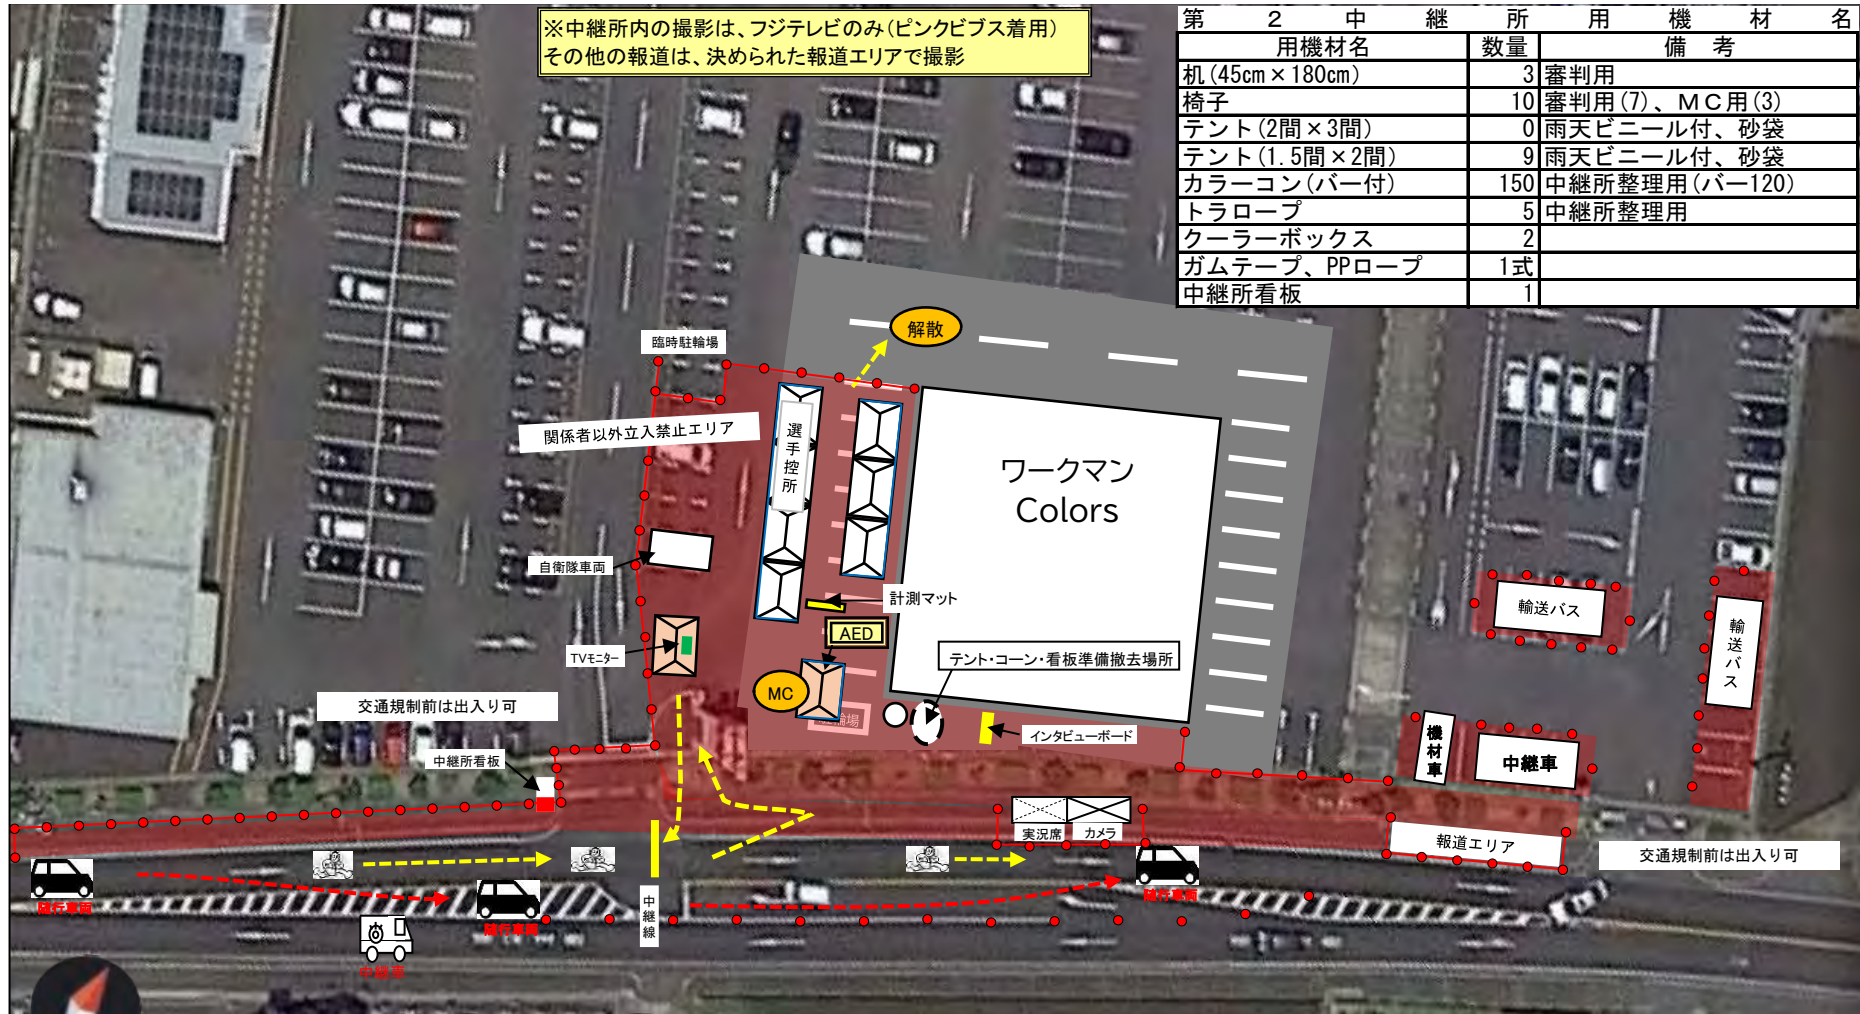 ※中継所内の撮影は、フジテレビのみ(ピンクビブス着用)
その他の報道は、決められた報道エリアで撮影
第2中継所用機材名
用機材名 数量 備考
机(45cm×180cm) 3 審判用
椅子 10 審判用(7)、MC用(3)
テント(2間×3間) 0 雨天ビニール付、砂袋
テント(1.5間×2間) 9 雨天ビニール付、砂袋
カラーコン(バー付) 150 中継所整理用(バー120)
トラロープ 5 中継所整理用
クーラーボックス 2
ガムテープ、PPロープ 1式
中継所看板 1
解散
臨時駐輪場
関係者以外立入禁止エリア
選手控所
ワークマン
Colors
自衛隊車両
計測マット
AED
TVモニター
テント・コーン・看板準備撤去場所
MC
駐輪場
インタビューボード
輸送バス
輸送バス
交通規制前は出入り可
中継所看板
機材車
中継車
実況席
カメラ
報道エリア
交通規制前は出入り可
随行車両
随行車両
随行車両
中継線
中継車